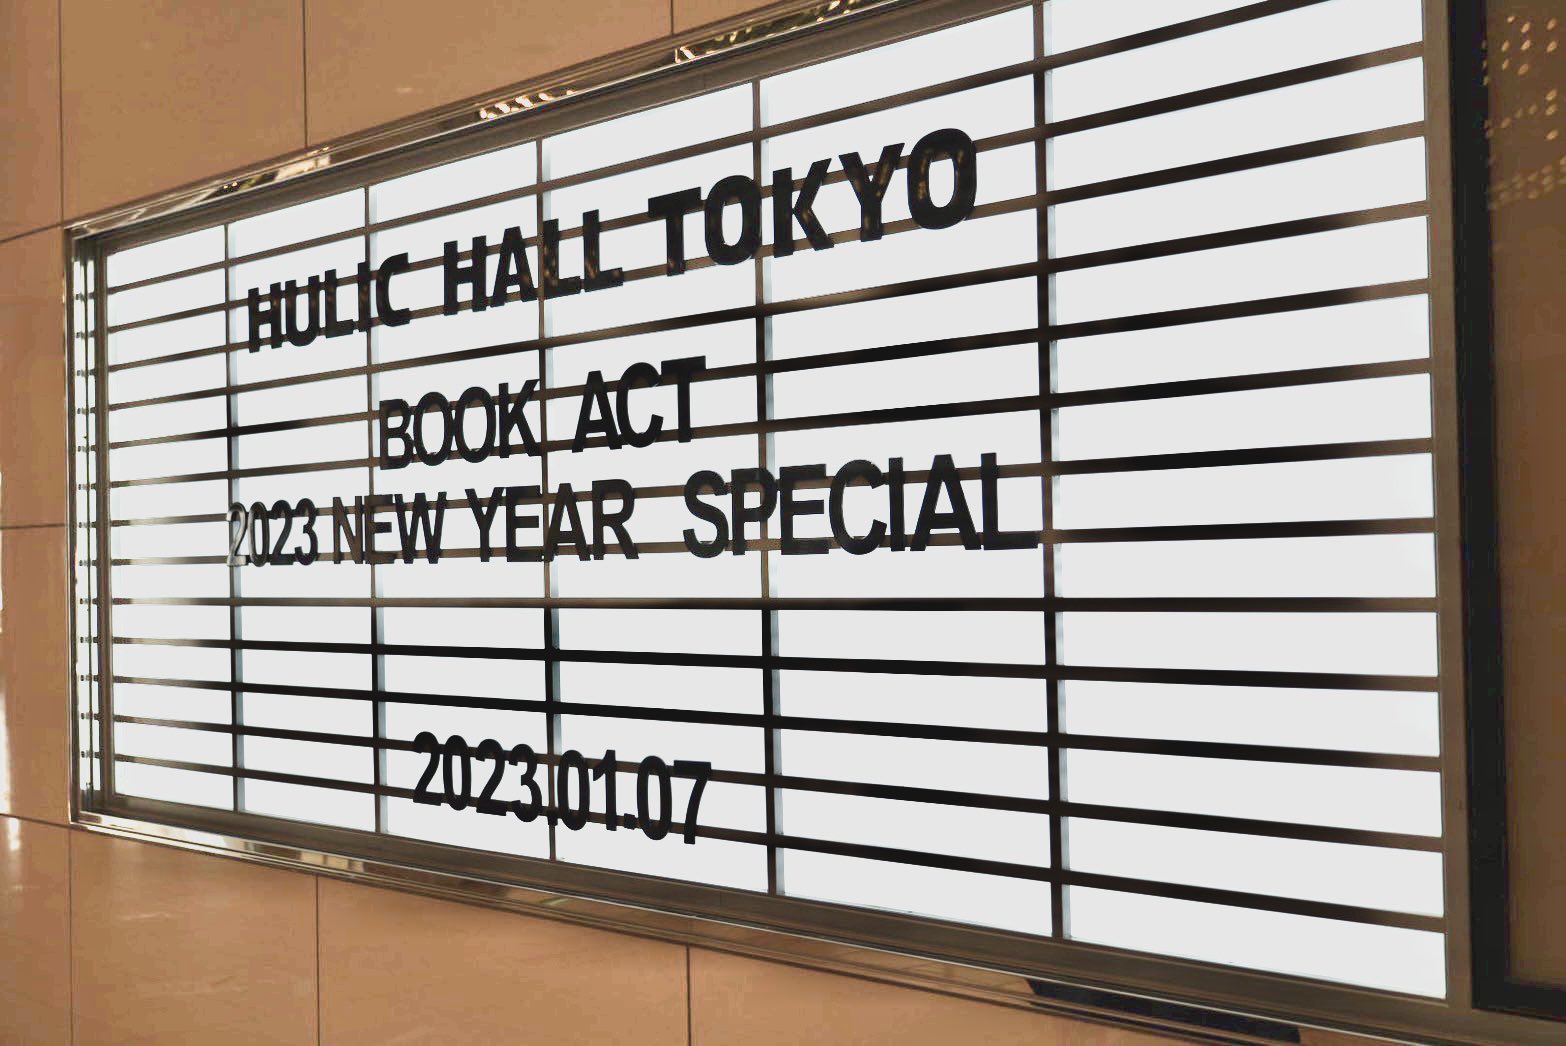 HULIC HALL TOKYO
BOOK ACT
2023 NEW YEAR SPECIAL
2023.01.07